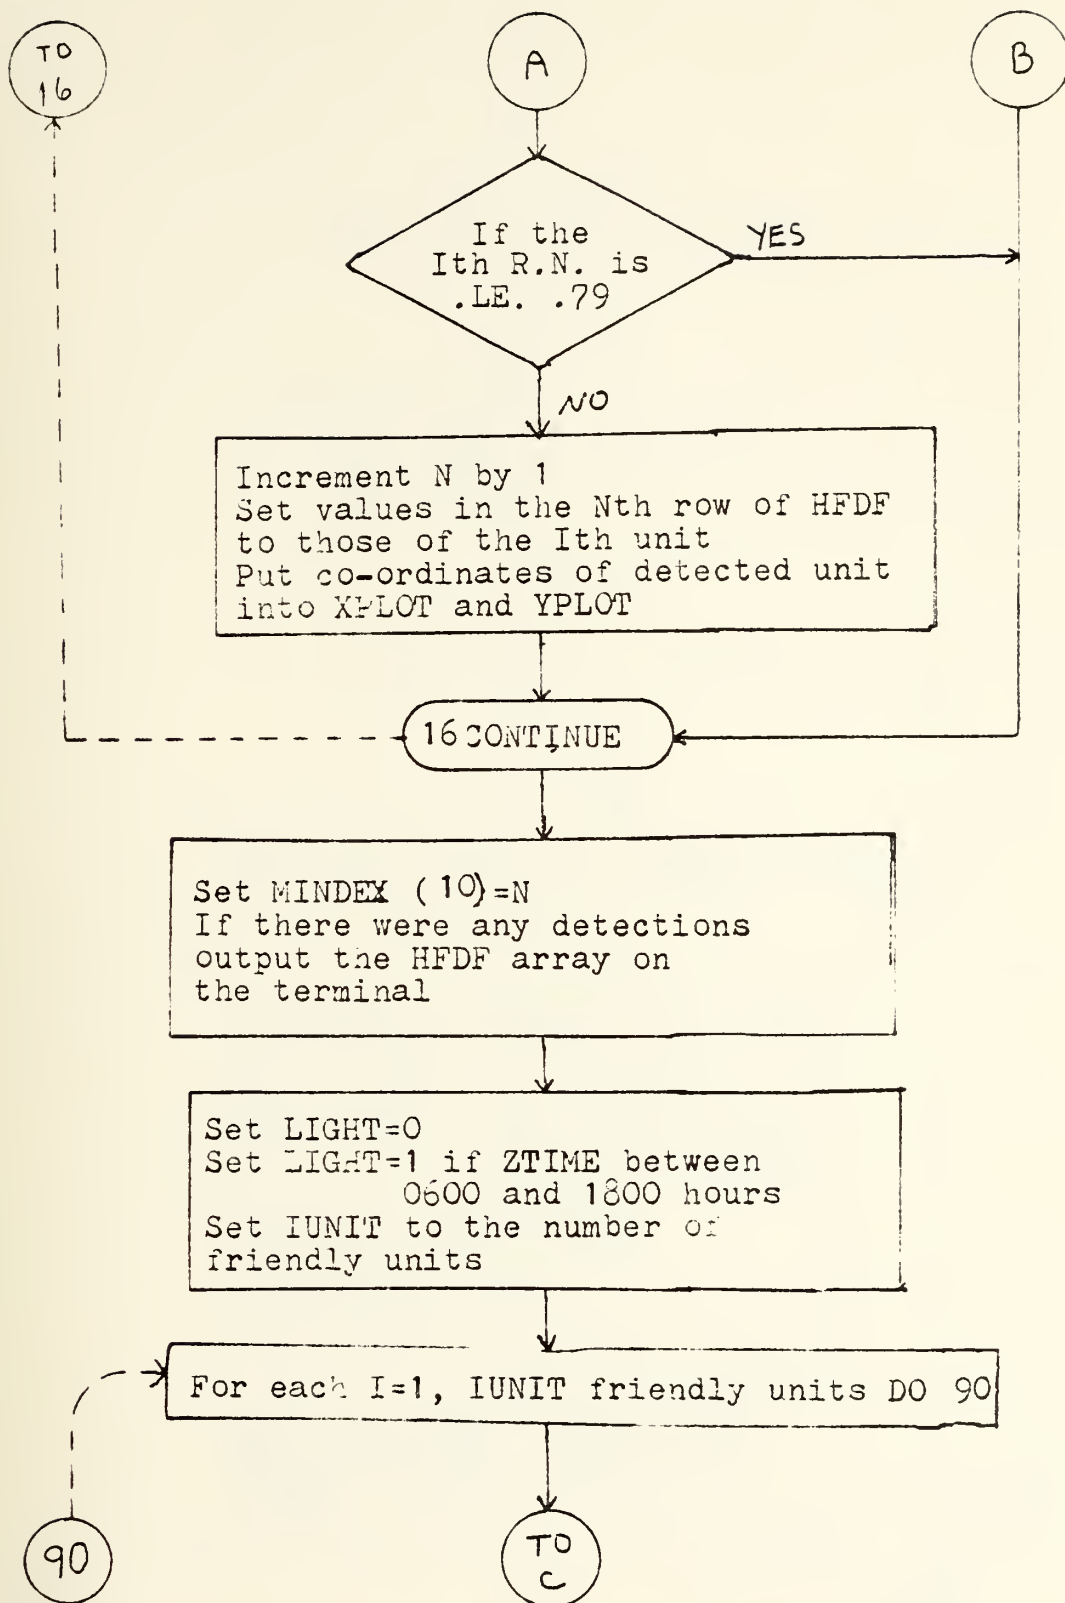 TO
16
A
B
If the
Ith R.N. is
.LE. .79
YES
NO
Increment N by 1
Set values in the Nth row of HFDF
to those of the Ith unit
Put co-ordinates of detected unit
into XPLOT and YPLOT
16 CONTINUE
Set MINDEX (10)=N
If there were any detections
output the HFDF array on
the terminal
Set LIGHT=0
Set LIGHT=1 if ZTIME between
0600 and 1800 hours
Set IUNIT to the number of
friendly units
For each I=1, IUNIT friendly units DO 90
90
TO
C